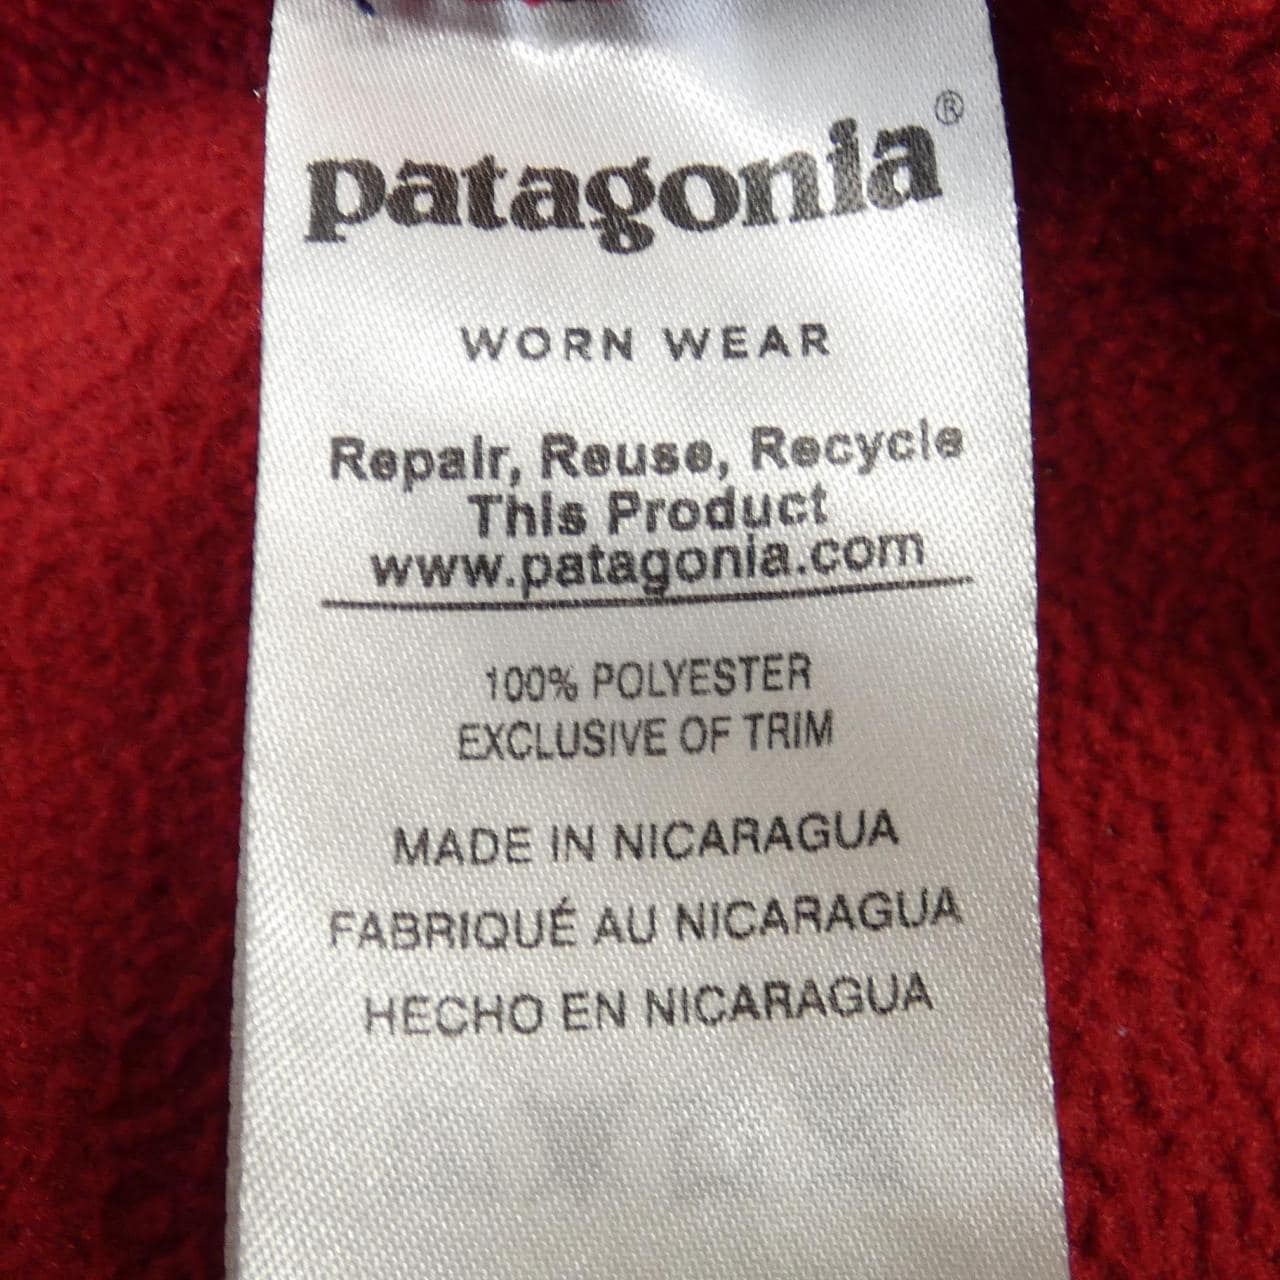 patagonia®
WORN WEAR
Repair, Reuse, Recycle
This Product
www.patagonia.com
100% POLYESTER
EXCLUSIVE OF TRIM
MADE IN NICARAGUA
FABRIQUÉ AU NICARAGUA
HECHO EN NICARAGUA